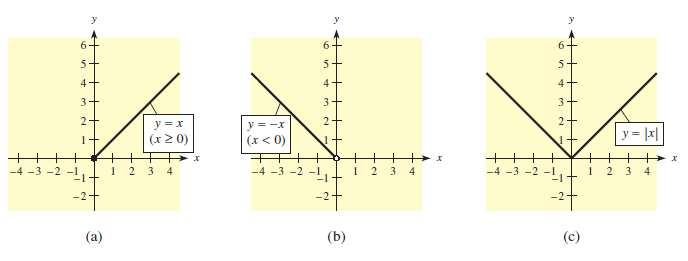 y
6
5
4
3
2
1
y = x
(x ≥ 0)
x
–4 –3 –2 –1 1 2 3 4
–1
–2
(a)
y
6
5
4
3
2
1
y = –x
(x < 0)
x
–4 –3 –2 –1 1 2 3 4
–1
–2
(b)
y
6
5
4
3
2
1
y = |x|
x
–4 –3 –2 –1 1 2 3 4
–1
–2
(c)